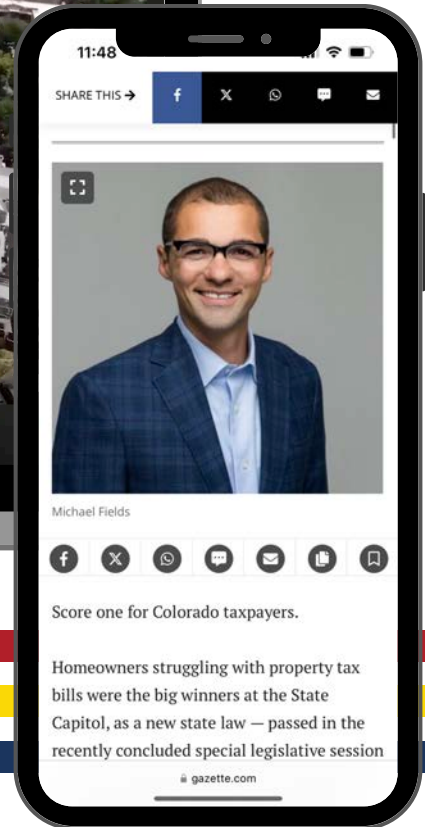 11:48
SHARE THIS →
Michael Fields
Score one for Colorado taxpayers.
Homeowners struggling with property tax
bills were the big winners at the State
Capitol, as a new state law — passed in the
recently concluded special legislative session
gazette.com